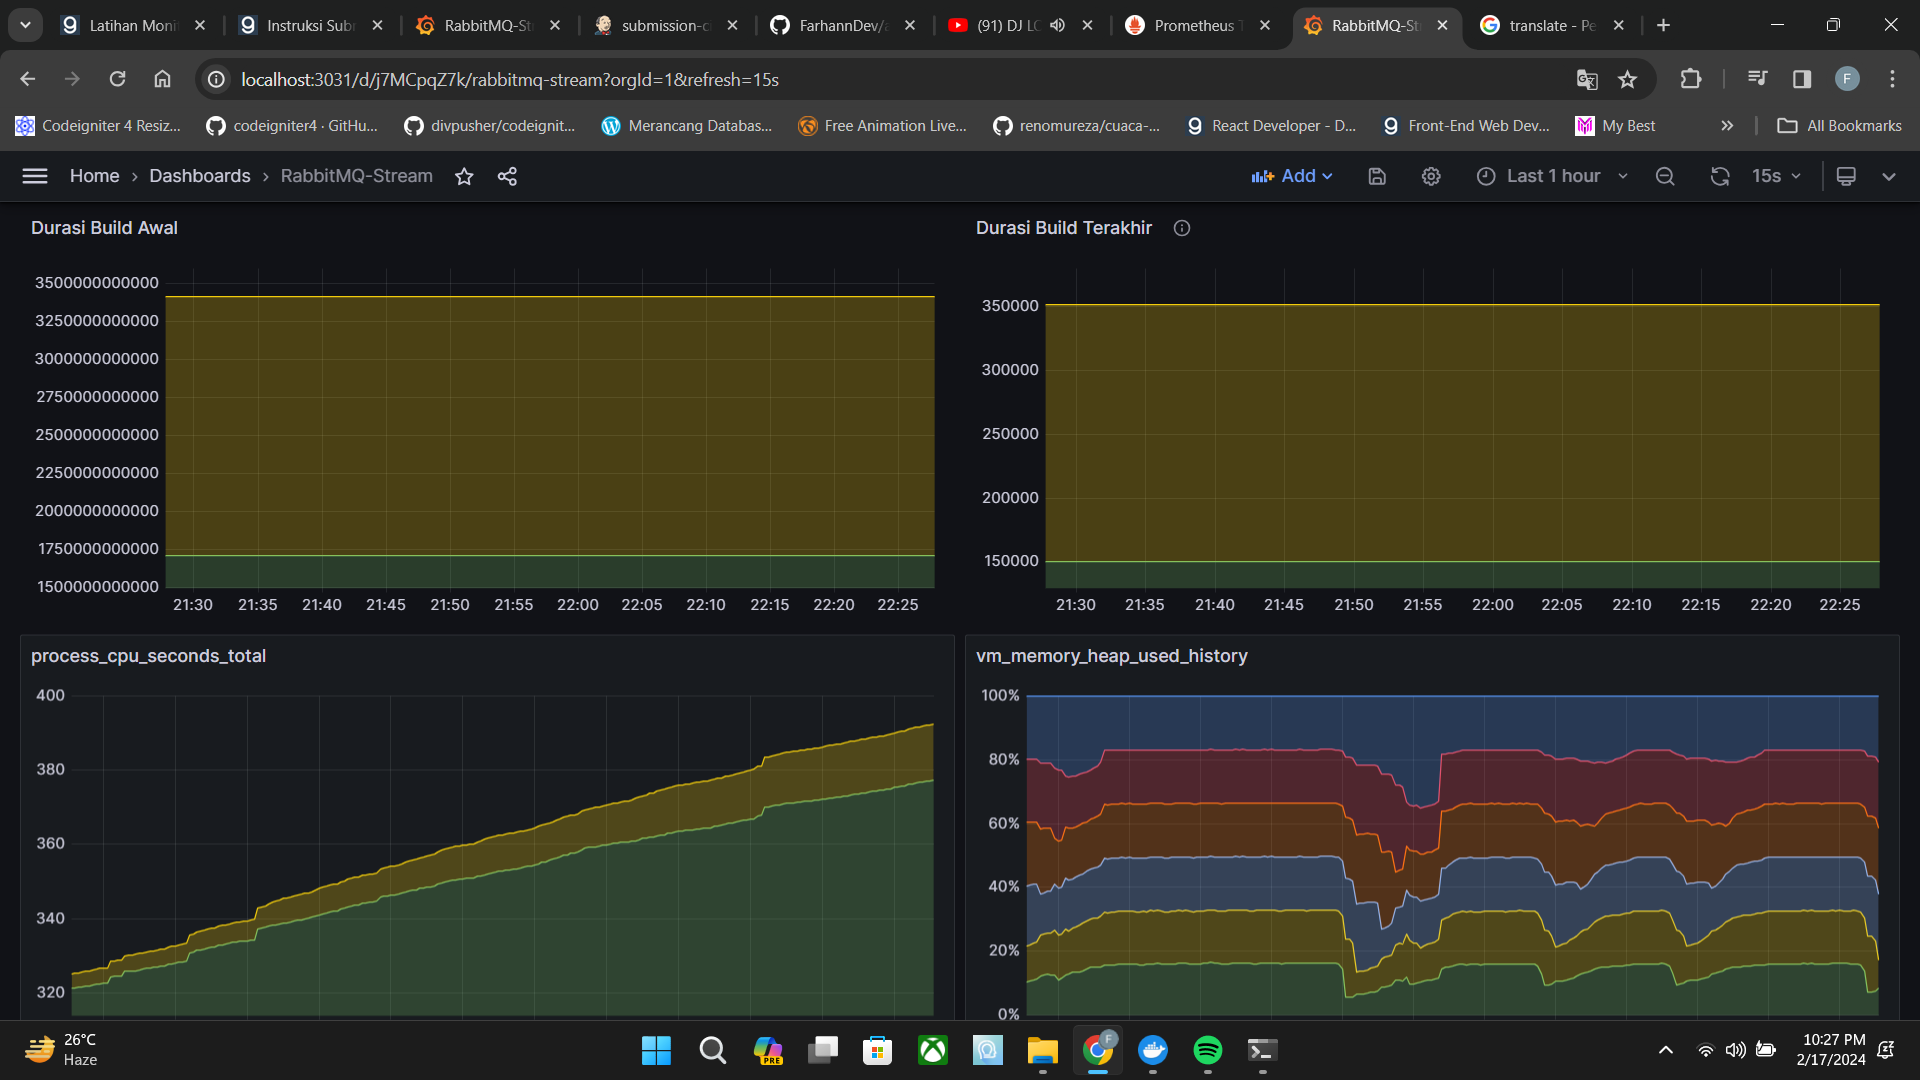 Latihan Moni
Instruksi Sub
RabbitMQ-St
submission-c
FarhannDev/a
(91) DJ LO
Prometheus T
RabbitMQ-St
translate - Pe
localhost:3031/d/j7MCpqZ7k/rabbitmq-stream?orgId=1&refresh=15s
F
Codeigniter 4 Resiz...
codeigniter4 · GitHu...
divpusher/codeignit...
Merancang Databas...
Free Animation Live...
renomureza/cuaca-...
React Developer - D...
Front-End Web Dev...
My Best
All Bookmarks
Home › Dashboards › RabbitMQ-Stream
Add
Last 1 hour
15s
Durasi Build Awal
3500000000000
3250000000000
3000000000000
2750000000000
2500000000000
2250000000000
2000000000000
1750000000000
1500000000000
21:30 21:35 21:40 21:45 21:50 21:55 22:00 22:05 22:10 22:15 22:20 22:25
Durasi Build Terakhir
350000
300000
250000
200000
150000
21:30 21:35 21:40 21:45 21:50 21:55 22:00 22:05 22:10 22:15 22:20 22:25
process_cpu_seconds_total
400
380
360
340
320
vm_memory_heap_used_history
100%
80%
60%
40%
20%
0%
26°C
Haze
PRE
F
10:27 PM
2/17/2024